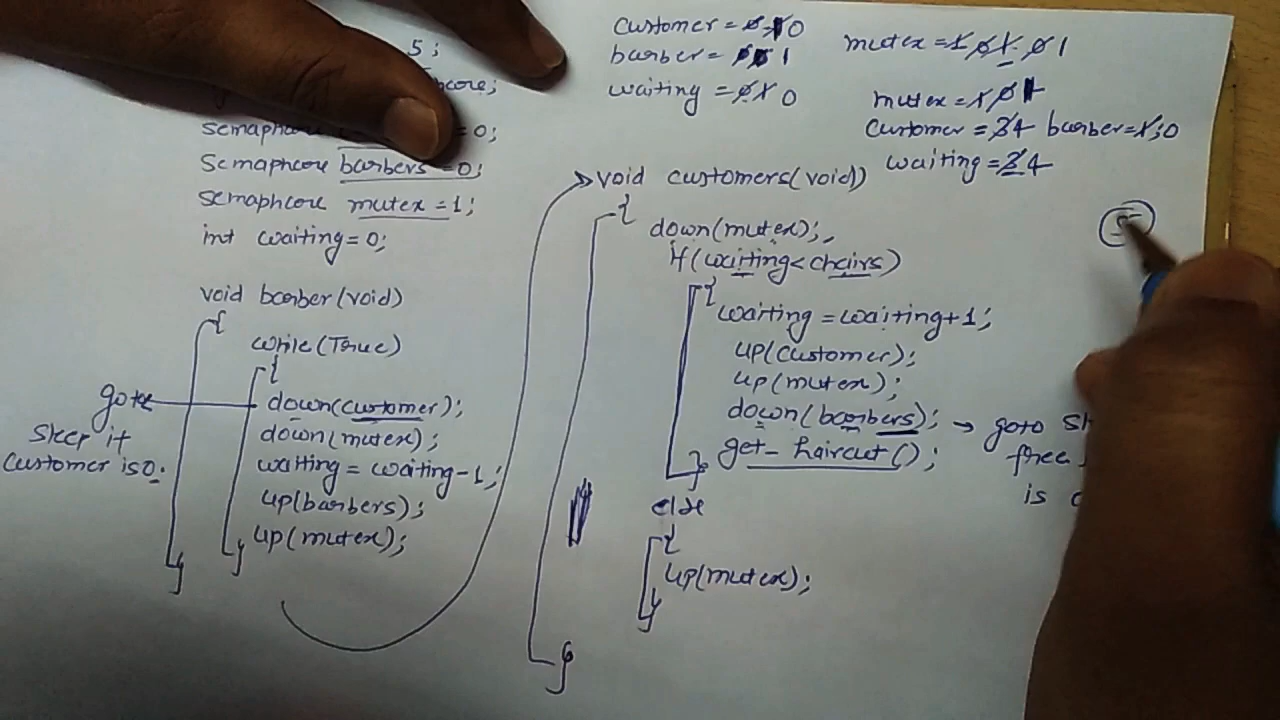 5;
semaphore =0;
semaphore barbers=0;
semaphore mutex=1;
int waiting=0;
void barber(void)
{
while(True)
{
down(customer);
down(mutex);
waiting = waiting-1;
up(barbers);
up(mutex);
}
}
goto
sleep if
customer is 0.
customer = 0 1 0
barber = 1
waiting = 0 1 0
mutex = 1 0 1 0 1
mutex = 1 0 1
customer = 3 4 barber = 1, 0
waiting = 3 4
void customers(void)
{
down(mutex);
if(waiting<chairs)
{
waiting = waiting+1;
up(customer);
up(mutex);
down(barbers); → goto
free
is
get_haircut();
}
else
{
up(mutex);
}
}
5